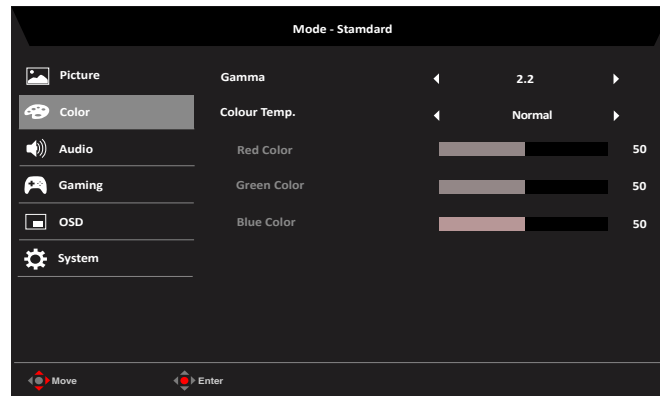 Mode - Stamdard
Picture
Gamma 2.2
Color
Colour Temp. Normal
Audio
Red Color 50
Gaming
Green Color 50
OSD
Blue Color 50
System
Move Enter